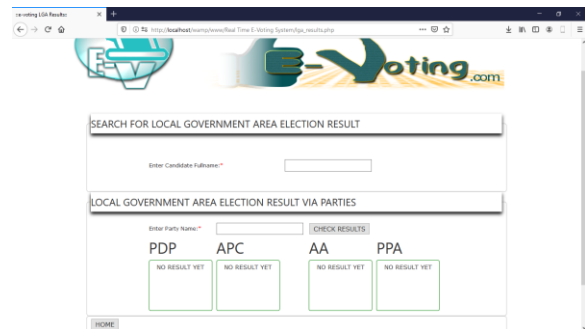 :: e-voting LGA Results:
http://localhost/wamp/www/Real Time E-Voting System/lga_results.php
E-V
E-Voting.com
SEARCH FOR LOCAL GOVERNMENT AREA ELECTION RESULT
Enter Candidate Fullname:*
LOCAL GOVERNMENT AREA ELECTION RESULT VIA PARTIES
Enter Party Name:* CHECK RESULTS
PDP APC AA PPA
NO RESULT YET NO RESULT YET NO RESULT YET NO RESULT YET
HOME